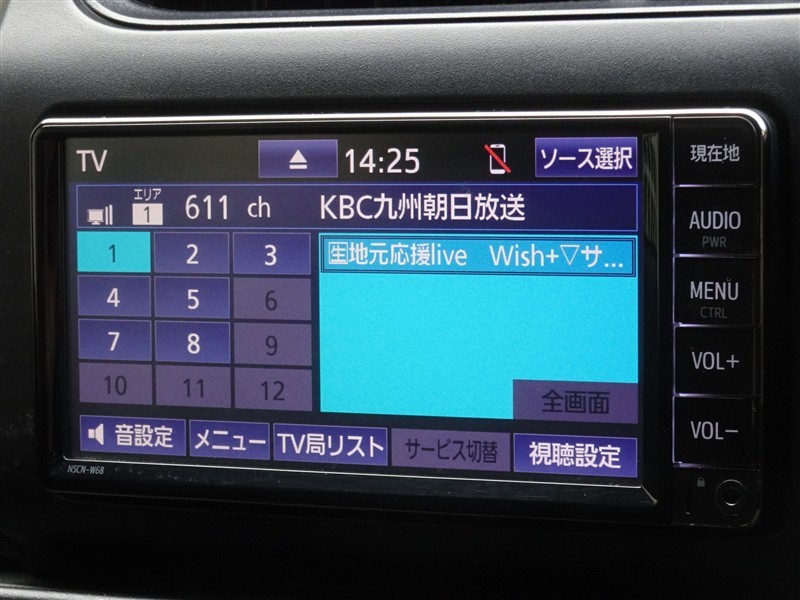 TV 14:25 ソース選択
エリア
1 611 ch KBC九州朝日放送
1 2 3 生地元応援live Wish+▽サ...
4 5 6
7 8 9
10 11 12 全画面
音設定 メニュー TV局リスト サービス切替 視聴設定
NSCN-W68
現在地
AUDIO
PWR
MENU
CTRL
VOL+
VOL-